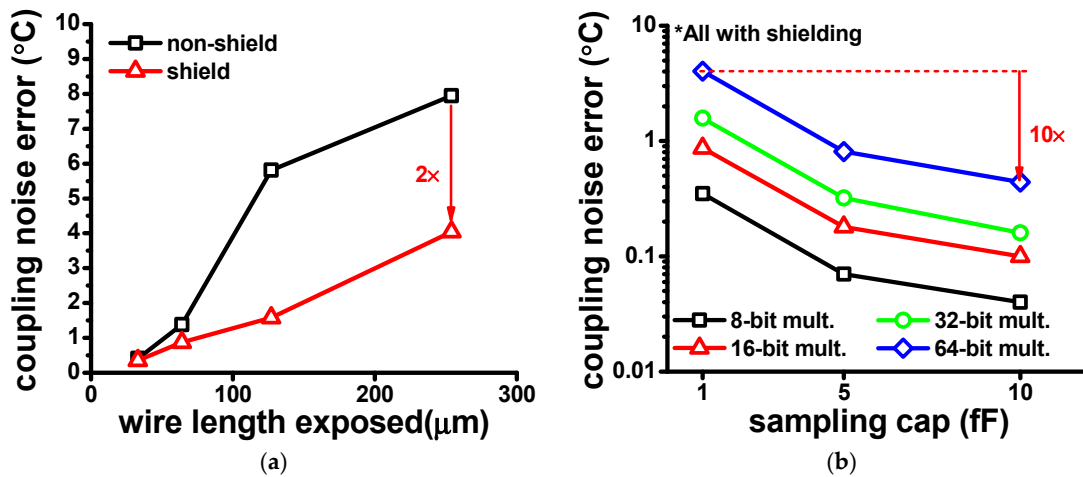 coupling noise error (°C)
10
9
8
7
6
5
4
3
2
1
0
non-shield
shield
2×
0
100
200
300
wire length exposed(μm)
(a)
coupling noise error (°C)
10
1
0.1
0.01
*All with shielding
10×
8-bit mult.
32-bit mult.
16-bit mult.
64-bit mult.
1
5
10
sampling cap (fF)
(b)